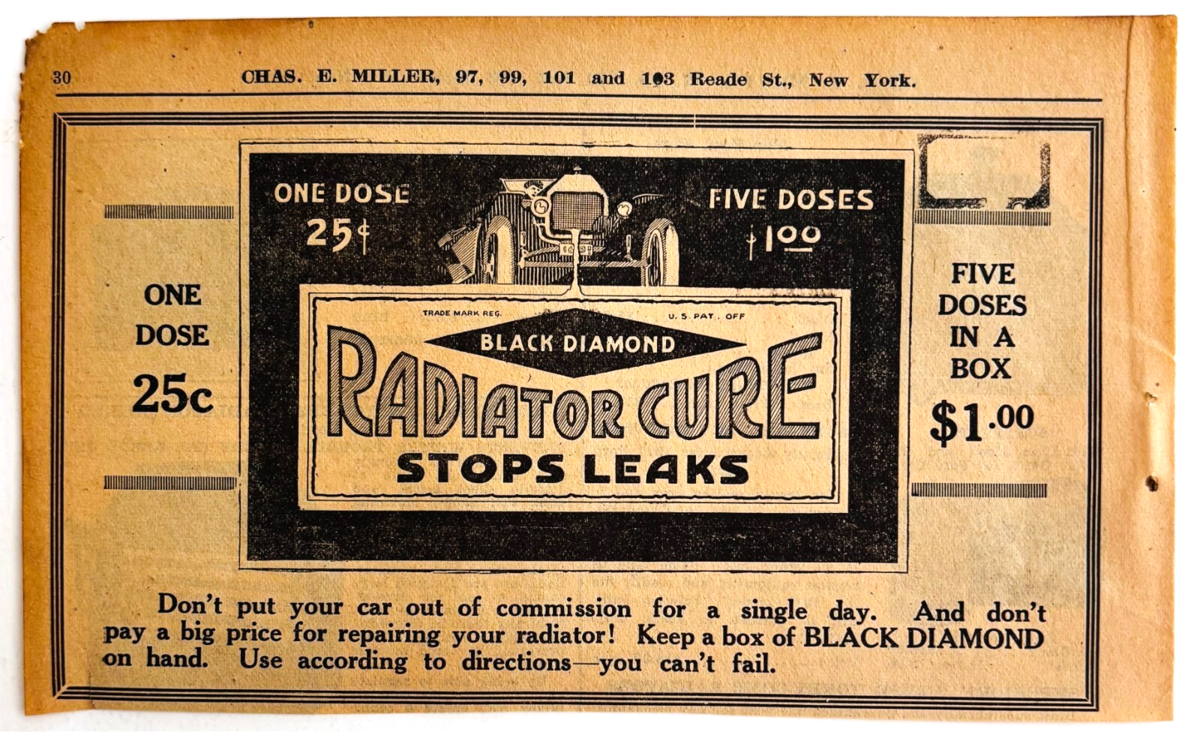 30
CHAS. E. MILLER, 97, 99, 101 and 103 Reade St., New York.
ONE DOSE
25¢
FIVE DOSES
$1.00
ONE
DOSE
25c
TRADE MARK REG.
U. S. PAT. OFF
BLACK DIAMOND
RADIATOR CURE
STOPS LEAKS
FIVE
DOSES
IN A
BOX
$1.00
Don't put your car out of commission for a single day. And don't
pay a big price for repairing your radiator! Keep a box of BLACK DIAMOND
on hand. Use according to directions—you can't fail.